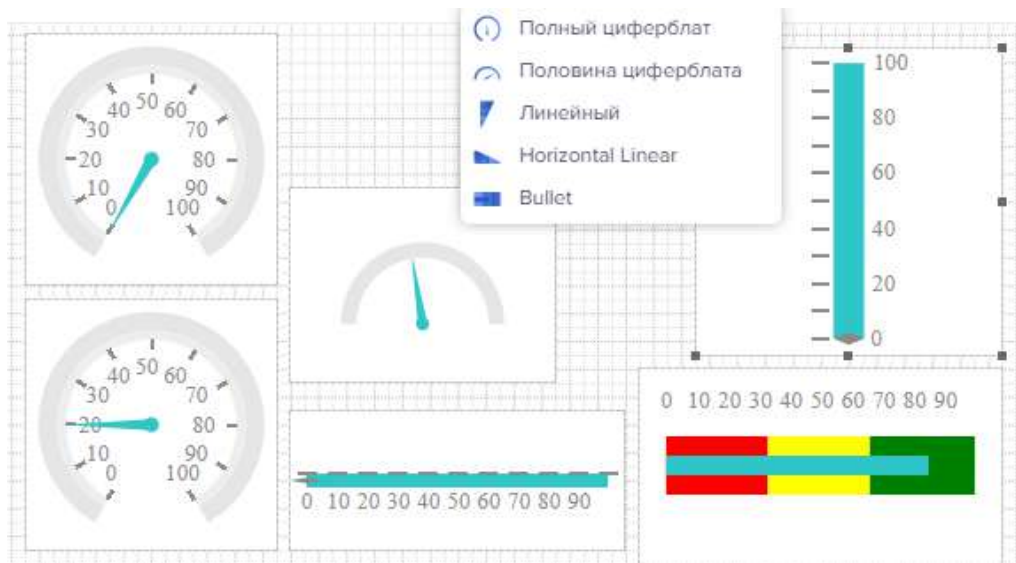 Полный циферблат
Половина циферблата
Линейный
Horizontal Linear
Bullet
0 10 20 30 40 50 60 70 80 90 100
0 10 20 30 40 50 60 70 80 90 100
100
80
60
40
20
0
0 10 20 30 40 50 60 70 80 90
0 10 20 30 40 50 60 70 80 90